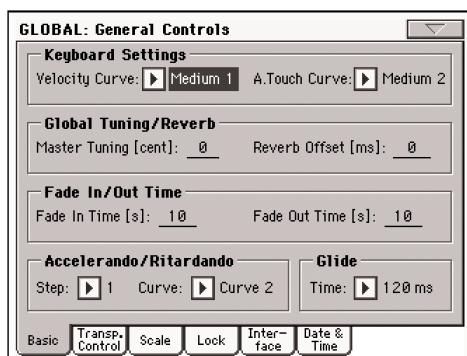 GLOBAL: General Controls
Keyboard Settings
Velocity Curve: Medium 1 A.Touch Curve: Medium 2
Global Tuning/Reverb
Master Tuning [cent]: 0 Reverb Offset [ms]: 0
Fade In/Out Time
Fade In Time [s]: 10 Fade Out Time [s]: 10
Accelerando/Ritardando Glide
Step: 1 Curve: Curve 2 Time: 120 ms
Basic Transp. Control Scale Lock Inter-face Date & Time